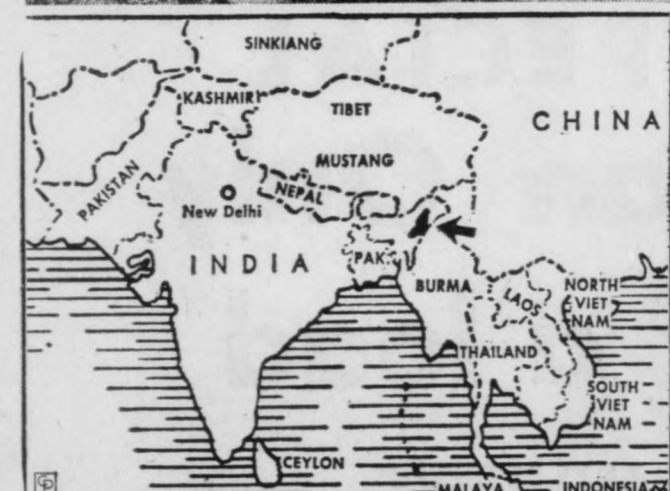 SINKIANG
KASHMIR
TIBET
CHINA
MUSTANG
PAKISTAN
NEPAL
New Delhi
INDIA
PAK.
BURMA
LAOS
NORTH
VIET
NAM
THAILAND
SOUTH
VIET
NAM
CEYLON
MALAYA
INDONESIA
CP